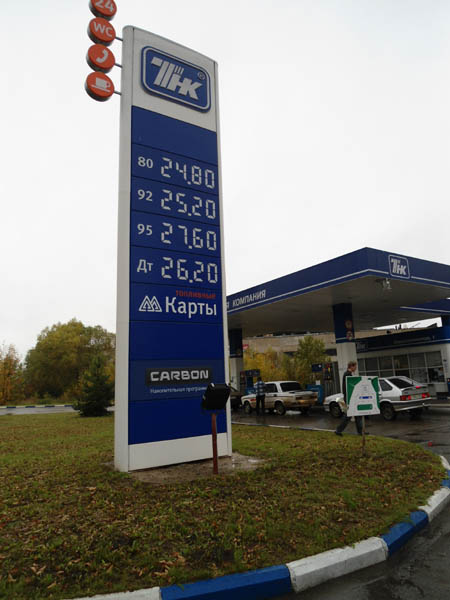 24
WC
ТНК ®
80 24.80
92 25.20
95 27.60
Дт 26.20
ТОПЛИВНЫЕ
Карты
CARBON
Накопительная программа
КОМПАНИЯ
ТНК